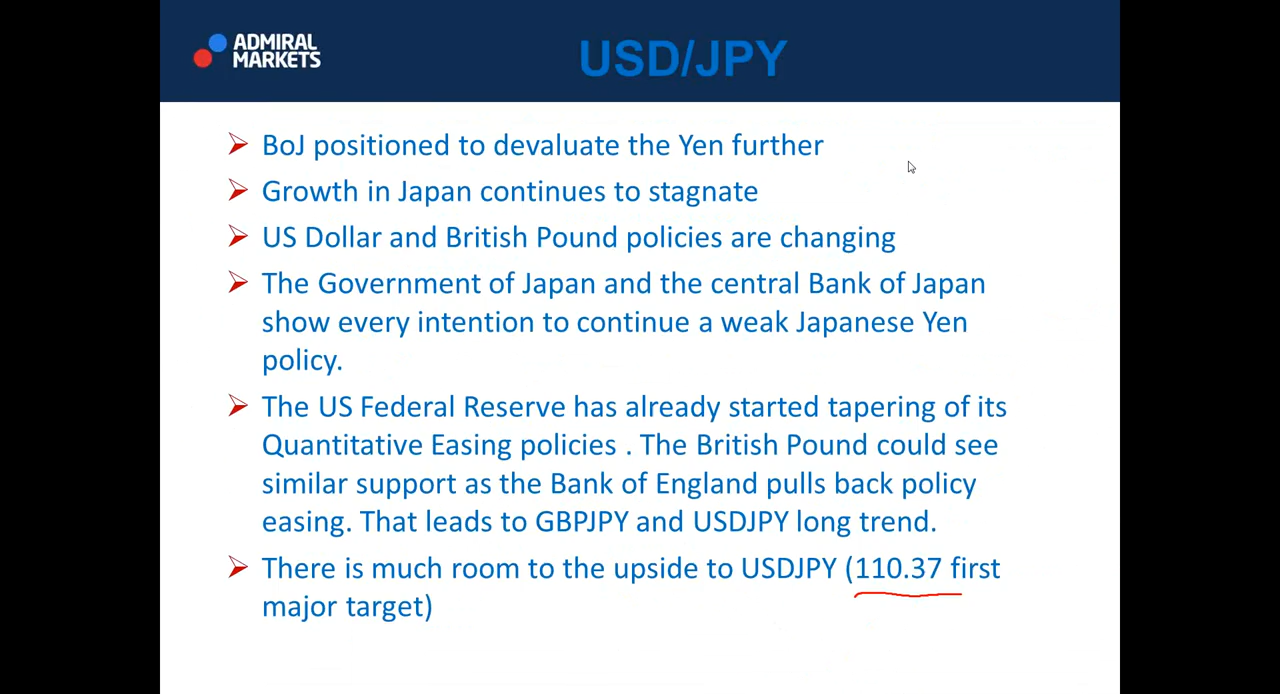 ADMIRAL
MARKETS
USD/JPY
BoJ positioned to devaluate the Yen further
Growth in Japan continues to stagnate
US Dollar and British Pound policies are changing
The Government of Japan and the central Bank of Japan
show every intention to continue a weak Japanese Yen
policy.
The US Federal Reserve has already started tapering of its
Quantitative Easing policies . The British Pound could see
similar support as the Bank of England pulls back policy
easing. That leads to GBPJPY and USDJPY long trend.
There is much room to the upside to USDJPY (110.37 first
major target)